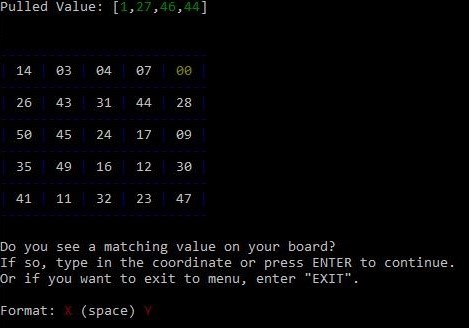 Pulled Value: [1,27,46,44]
| 14 | 03 | 04 | 07 | 00 |
| 26 | 43 | 31 | 44 | 28 |
| 50 | 45 | 24 | 17 | 09 |
| 35 | 49 | 16 | 12 | 30 |
| 41 | 11 | 32 | 23 | 47 |
Do you see a matching value on your board?
If so, type in the coordinate or press ENTER to continue.
Or if you want to exit to menu, enter "EXIT".
Format: X (space) Y